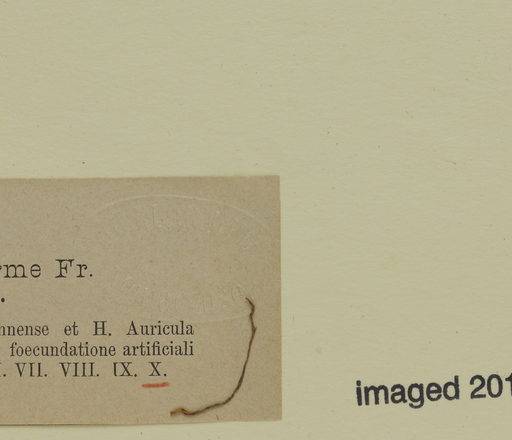 rme Fr.
.
nnense et H. Auricula
foecundatione artificiali
. VII. VIII. IX. X.
imaged 201